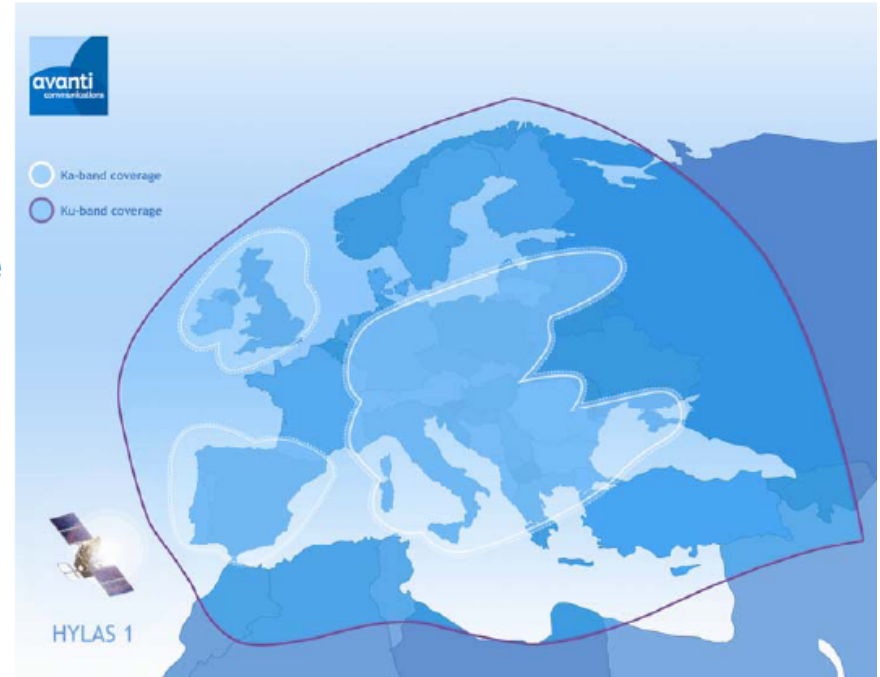 avanti
communications
Ka-band coverage
Ku-band coverage
HYLAS 1